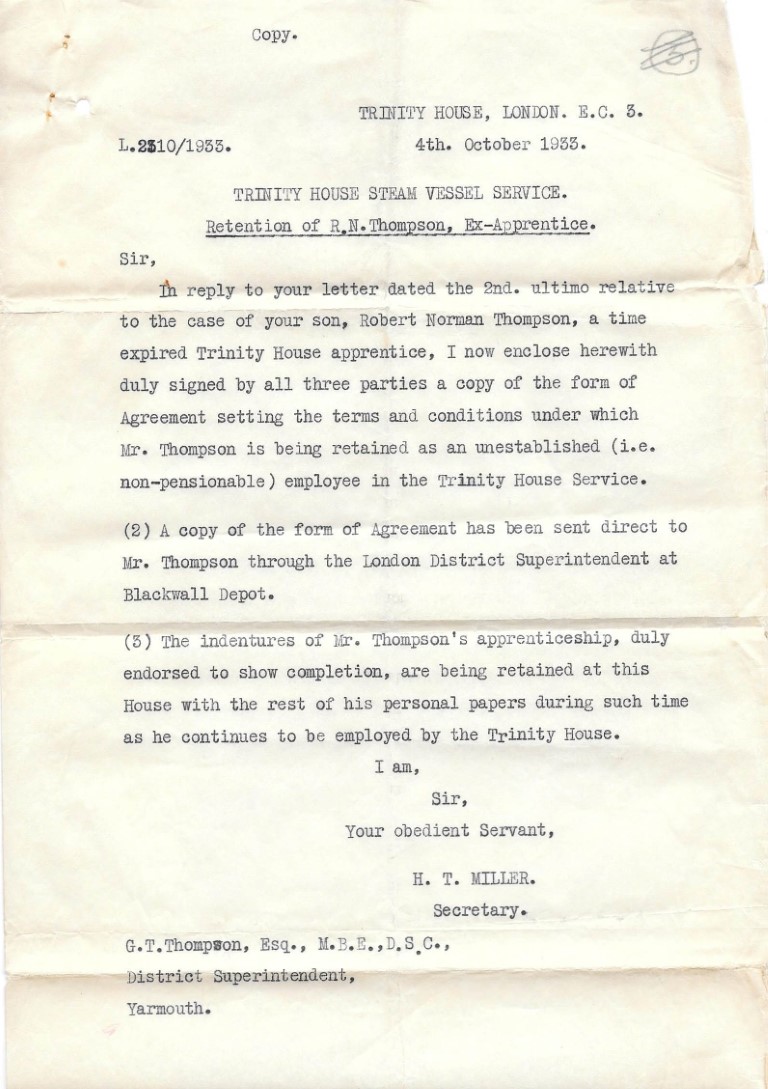 Copy.
5.
TRINITY HOUSE, LONDON. E.C. 3.
L.2310/1933.
4th. October 1933.
TRINITY HOUSE STEAM VESSEL SERVICE.
Retention of R.N.Thompson, Ex-Apprentice.
Sir,
In reply to your letter dated the 2nd. ultimo relative
to the case of your son, Robert Norman Thompson, a time
expired Trinity House apprentice, I now enclose herewith
duly signed by all three parties a copy of the form of
Agreement setting the terms and conditions under which
Mr. Thompson is being retained as an unestablished (i.e.
non-pensionable) employee in the Trinity House Service.
(2) A copy of the form of Agreement has been sent direct to
Mr. Thompson through the London District Superintendent at
Blackwall Depot.
(3) The indentures of Mr. Thompson's apprenticeship, duly
endorsed to show completion, are being retained at this
House with the rest of his personal papers during such time
as he continues to be employed by the Trinity House.
I am,
Sir,
Your obedient Servant,
H. T. MILLER.
Secretary.
G.T.Thompson, Esq., M.B.E.,D.S.C.,
District Superintendent,
Yarmouth.